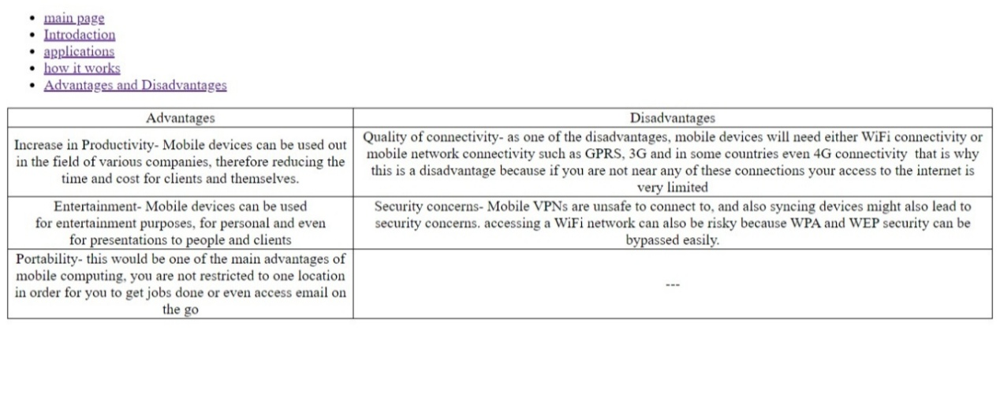 main page
Introdaction
applications
how it works
Advantages and Disadvantages
Advantages
Disadvantages
Increase in Productivity- Mobile devices can be used out
in the field of various companies, therefore reducing the
time and cost for clients and themselves.
Quality of connectivity- as one of the disadvantages, mobile devices will need either WiFi connectivity or
mobile network connectivity such as GPRS, 3G and in some countries even 4G connectivity  that is why
this is a disadvantage because if you are not near any of these connections your access to the internet is
very limited
Entertainment- Mobile devices can be used
for entertainment purposes, for personal and even
for presentations to people and clients
Security concerns- Mobile VPNs are unsafe to connect to, and also syncing devices might also lead to
security concerns. accessing a WiFi network can also be risky because WPA and WEP security can be
bypassed easily.
Portability- this would be one of the main advantages of
mobile computing, you are not restricted to one location
in order for you to get jobs done or even access email on
the go
---